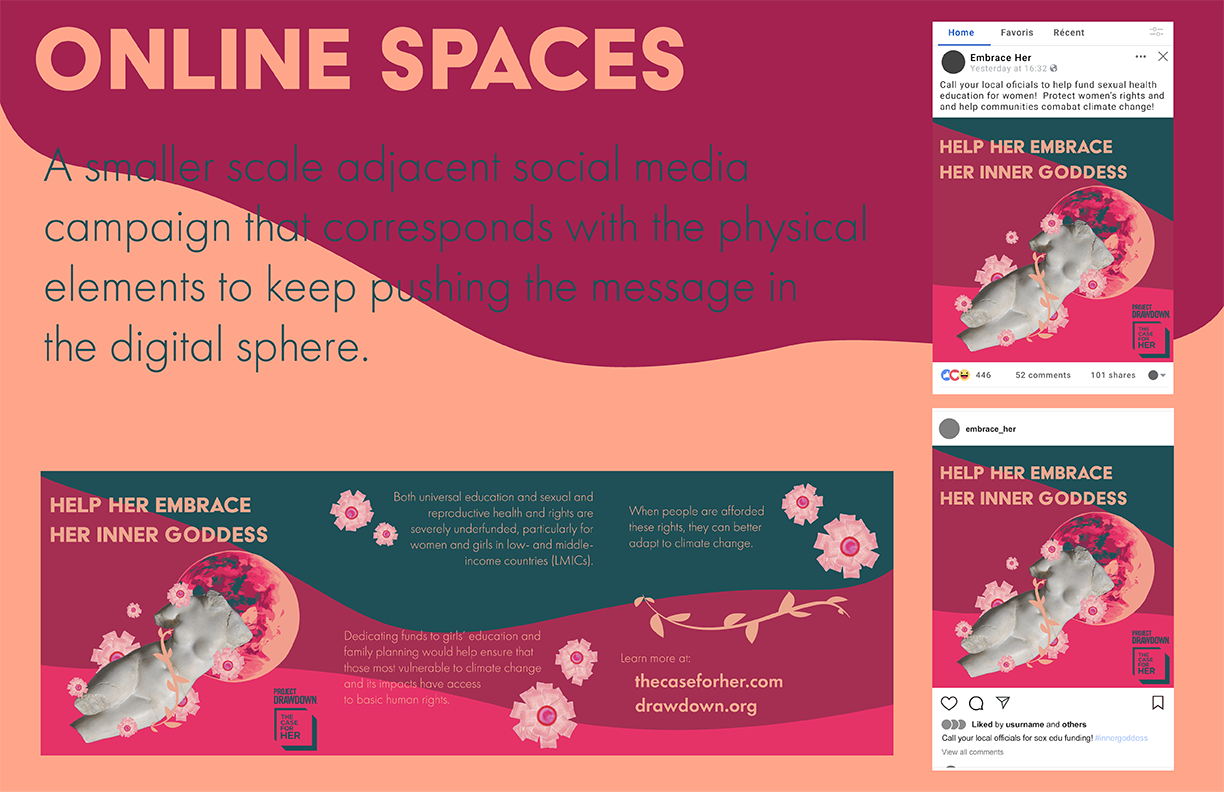 ONLINE SPACES
A smaller scale adjacent social media
campaign that corresponds with the physical
elements to keep pushing the message in
the digital sphere.
HELP HER EMBRACE
HER INNER GODDESS
PROJECT
DRAWDOWN
THE
CASE
FOR
HER
Both universal education and sexual and
reproductive health and rights are
severely underfunded, particularly for
women and girls in low- and middle-
income countries (LMICs).
Dedicating funds to girls' education and
family planning would help ensure that
those most vulnerable to climate change
and its impacts have access
to basic human rights.
When people are afforded
these rights, they can better
adapt to climate change.
Learn more at:
thecaseforher.com
drawdown.org
Home Favoris Récent
Embrace Her
Yesterday at 16:32
Call your local oficials to help fund sexual health
education for women! Protect women's rights and
and help communities comabat climate change!
HELP HER EMBRACE
HER INNER GODDESS
PROJECT
DRAWDOWN
THE
CASE
FOR
HER
446 52 comments 101 shares
embrace_her
HELP HER EMBRACE
HER INNER GODDESS
PROJECT
DRAWDOWN
THE
CASE
FOR
HER
Liked by usurname and others
Call your local officials for sex edu funding! #innergoddess
View all comments